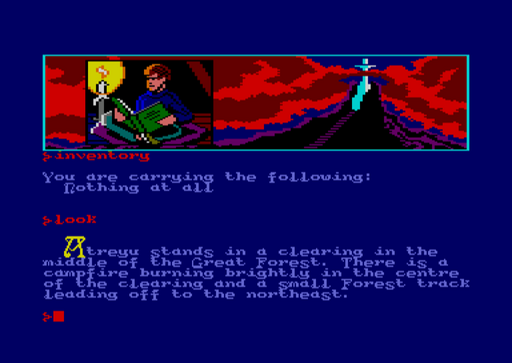 >inventory
You are carrying the following:
Nothing at all
>look
Atreyu stands in a clearing in the
middle of the Great Forest. There is a
campfire burning brightly in the centre
of the clearing and a small Forest track
leading off to the northeast.
>